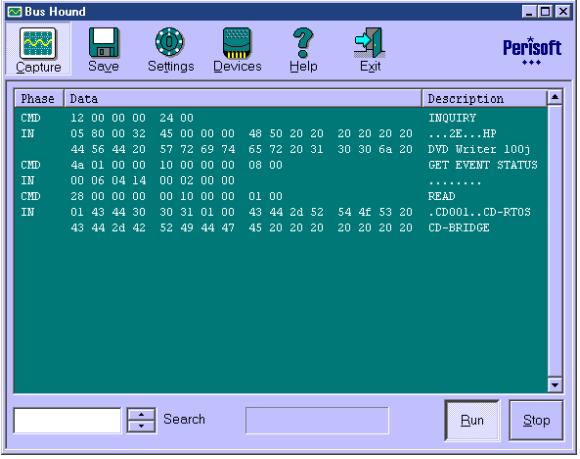 Bus Hound
Capture Save Settings Devices Help Exit Perisoft
Phase Data Description
CMD 12 00 00 00 24 00 INQUIRY
IN 05 80 00 32 45 00 00 00 48 50 20 20 20 20 20 20 ...2E...HP
44 56 44 20 57 72 69 74 65 72 20 31 30 30 6a 20 DVD Writer 100j
CMD 4a 01 00 00 10 00 00 00 08 00 GET EVENT STATUS
IN 00 06 04 14 00 02 00 00 ........
CMD 28 00 00 00 00 10 00 00 01 00 READ
IN 01 43 44 30 30 31 01 00 43 44 2d 52 54 4f 53 20 .CD001..CD-RTOS
43 44 2d 42 52 49 44 47 45 20 20 20 20 20 20 20 CD-BRIDGE
Search Run Stop